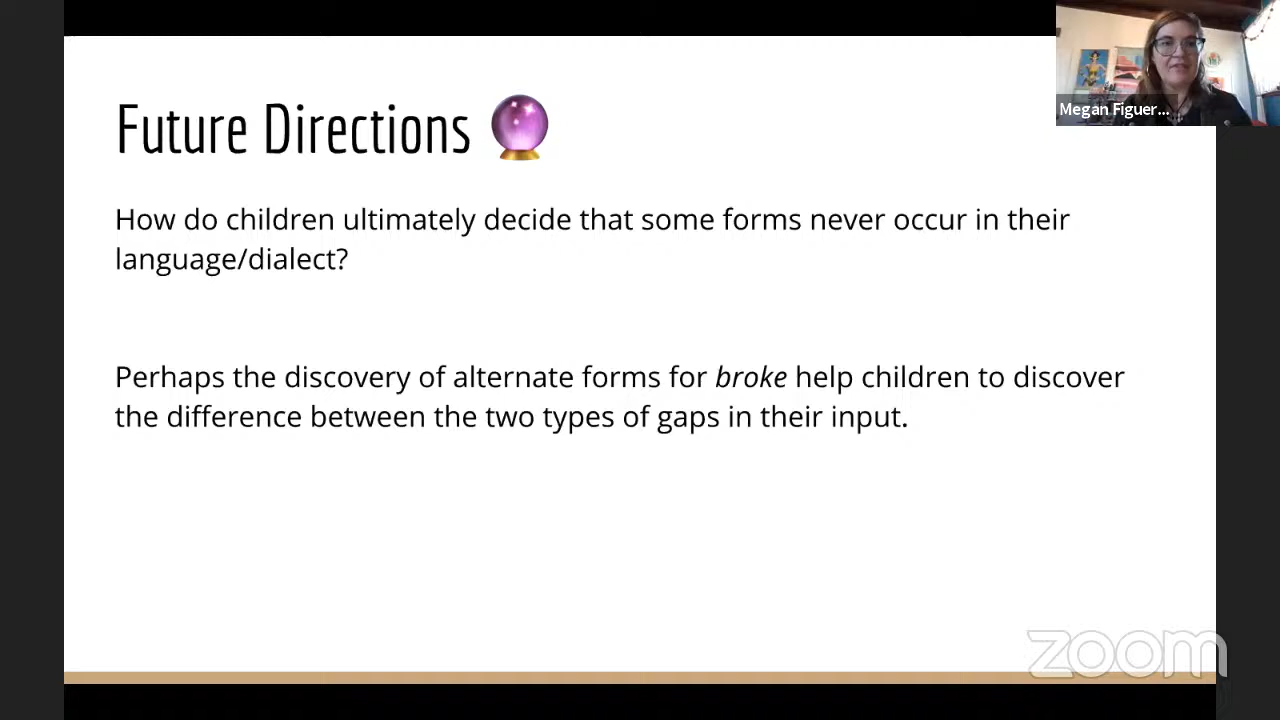 Megan Figuer...
Future Directions
How do children ultimately decide that some forms never occur in their
language/dialect?
Perhaps the discovery of alternate forms for broke help children to discover
the difference between the two types of gaps in their input.
zoom